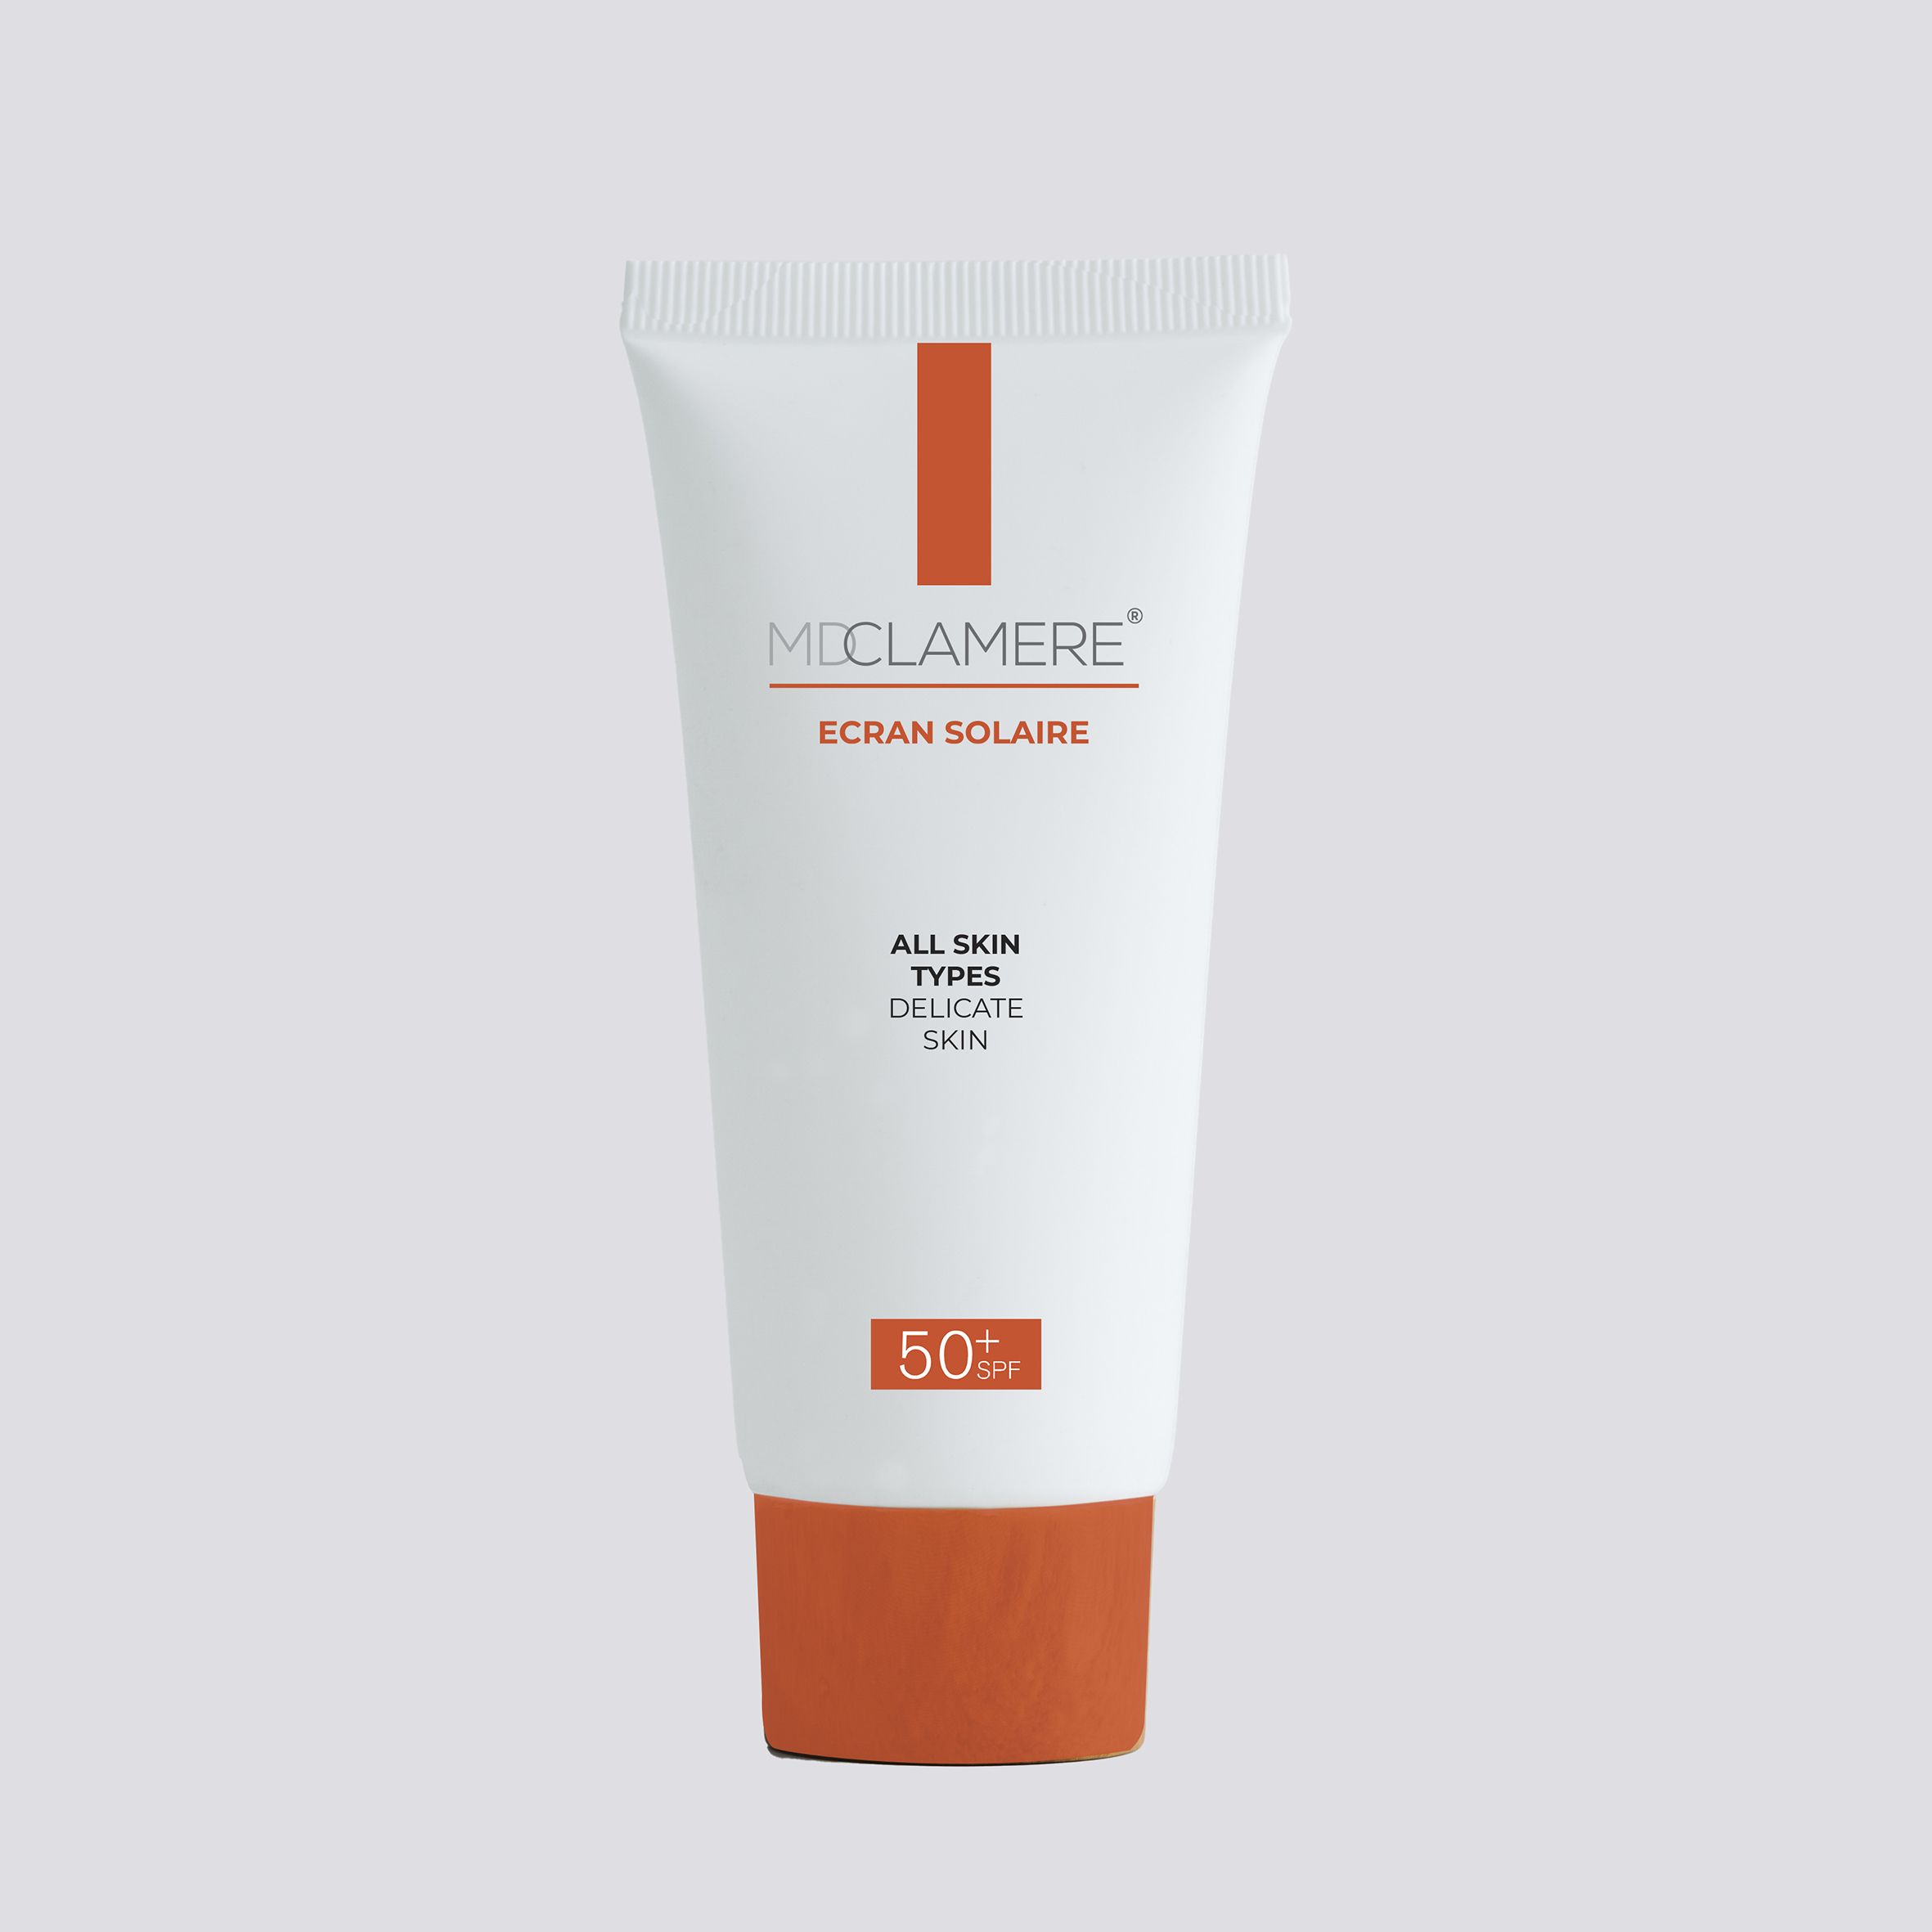 MDCLAMERE®
ECRAN SOLAIRE
ALL SKIN
TYPES
DELICATE
SKIN
50+ SPF